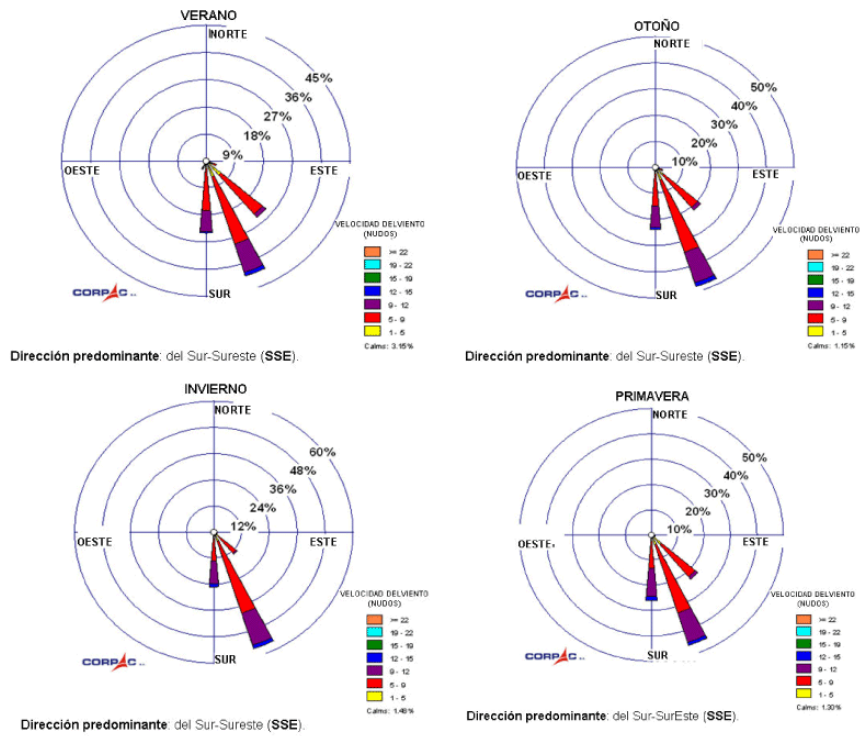 VERANO
NORTE
45%
36%
27%
18%
9%
OESTE
ESTE
SUR
VELOCIDAD DELVIENTO
(NUDOS)
>= 22
19 - 22
15 - 19
12 - 15
9 - 12
5 - 9
1 - 5
Calms: 3.15%
CORPAC
Dirección predominante: del Sur-Sureste (SSE).
OTOÑO
NORTE
50%
40%
30%
20%
10%
OESTE
ESTE
SUR
VELOCIDAD DELVIENTO
(NUDOS)
>= 22
19 - 22
15 - 19
12 - 15
9 - 12
5 - 9
1 - 5
Calms: 1.15%
CORPAC
Dirección predominante: del Sur-Sureste (SSE).
INVIERNO
NORTE
60%
48%
36%
24%
12%
OESTE
ESTE
SUR
VELOCIDAD DELVIENTO
(NUDOS)
>= 22
19 - 22
15 - 19
12 - 15
9 - 12
5 - 9
1 - 5
Calms: 1.48%
CORPAC
Dirección predominante: del Sur-Sureste (SSE).
PRIMAVERA
NORTE
50%
40%
30%
20%
10%
OESTE.
ESTE
SUR
VELOCIDAD DELVIENTO
(NUDOS)
>= 22
19 - 22
15 - 19
12 - 15
9 - 12
5 - 9
1 - 5
Calms: 1.30%
CORPAC
Dirección predominante: del Sur-SurEste (SSE).